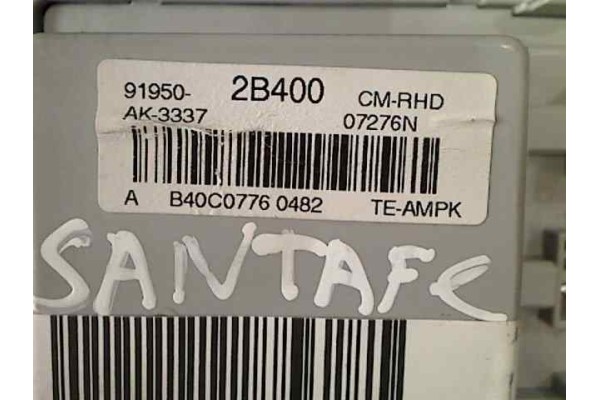 91950- 2B400 CM-RHD
AK-3337 07276N
A B40C0776 0482 TE-AMPK
SANTAFE